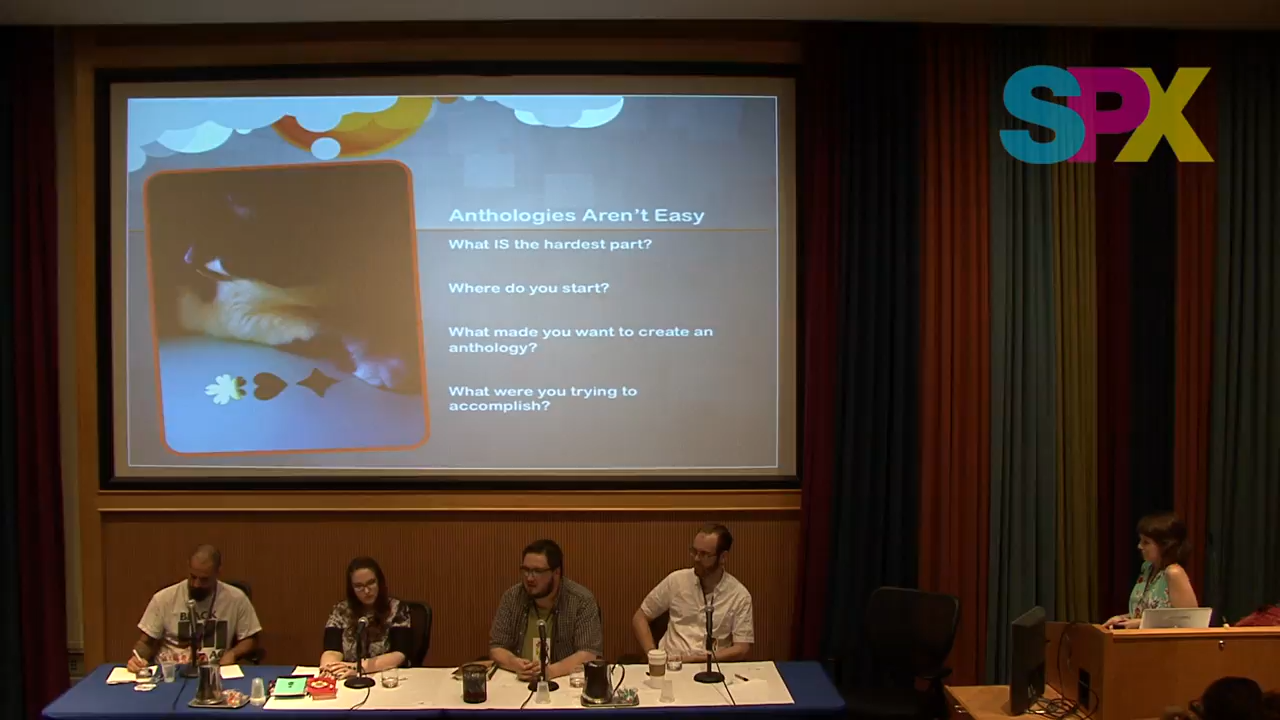 SPX
Anthologies Aren't Easy
What IS the hardest part?
Where do you start?
What made you want to create an
anthology?
What were you trying to
accomplish?
BLACK